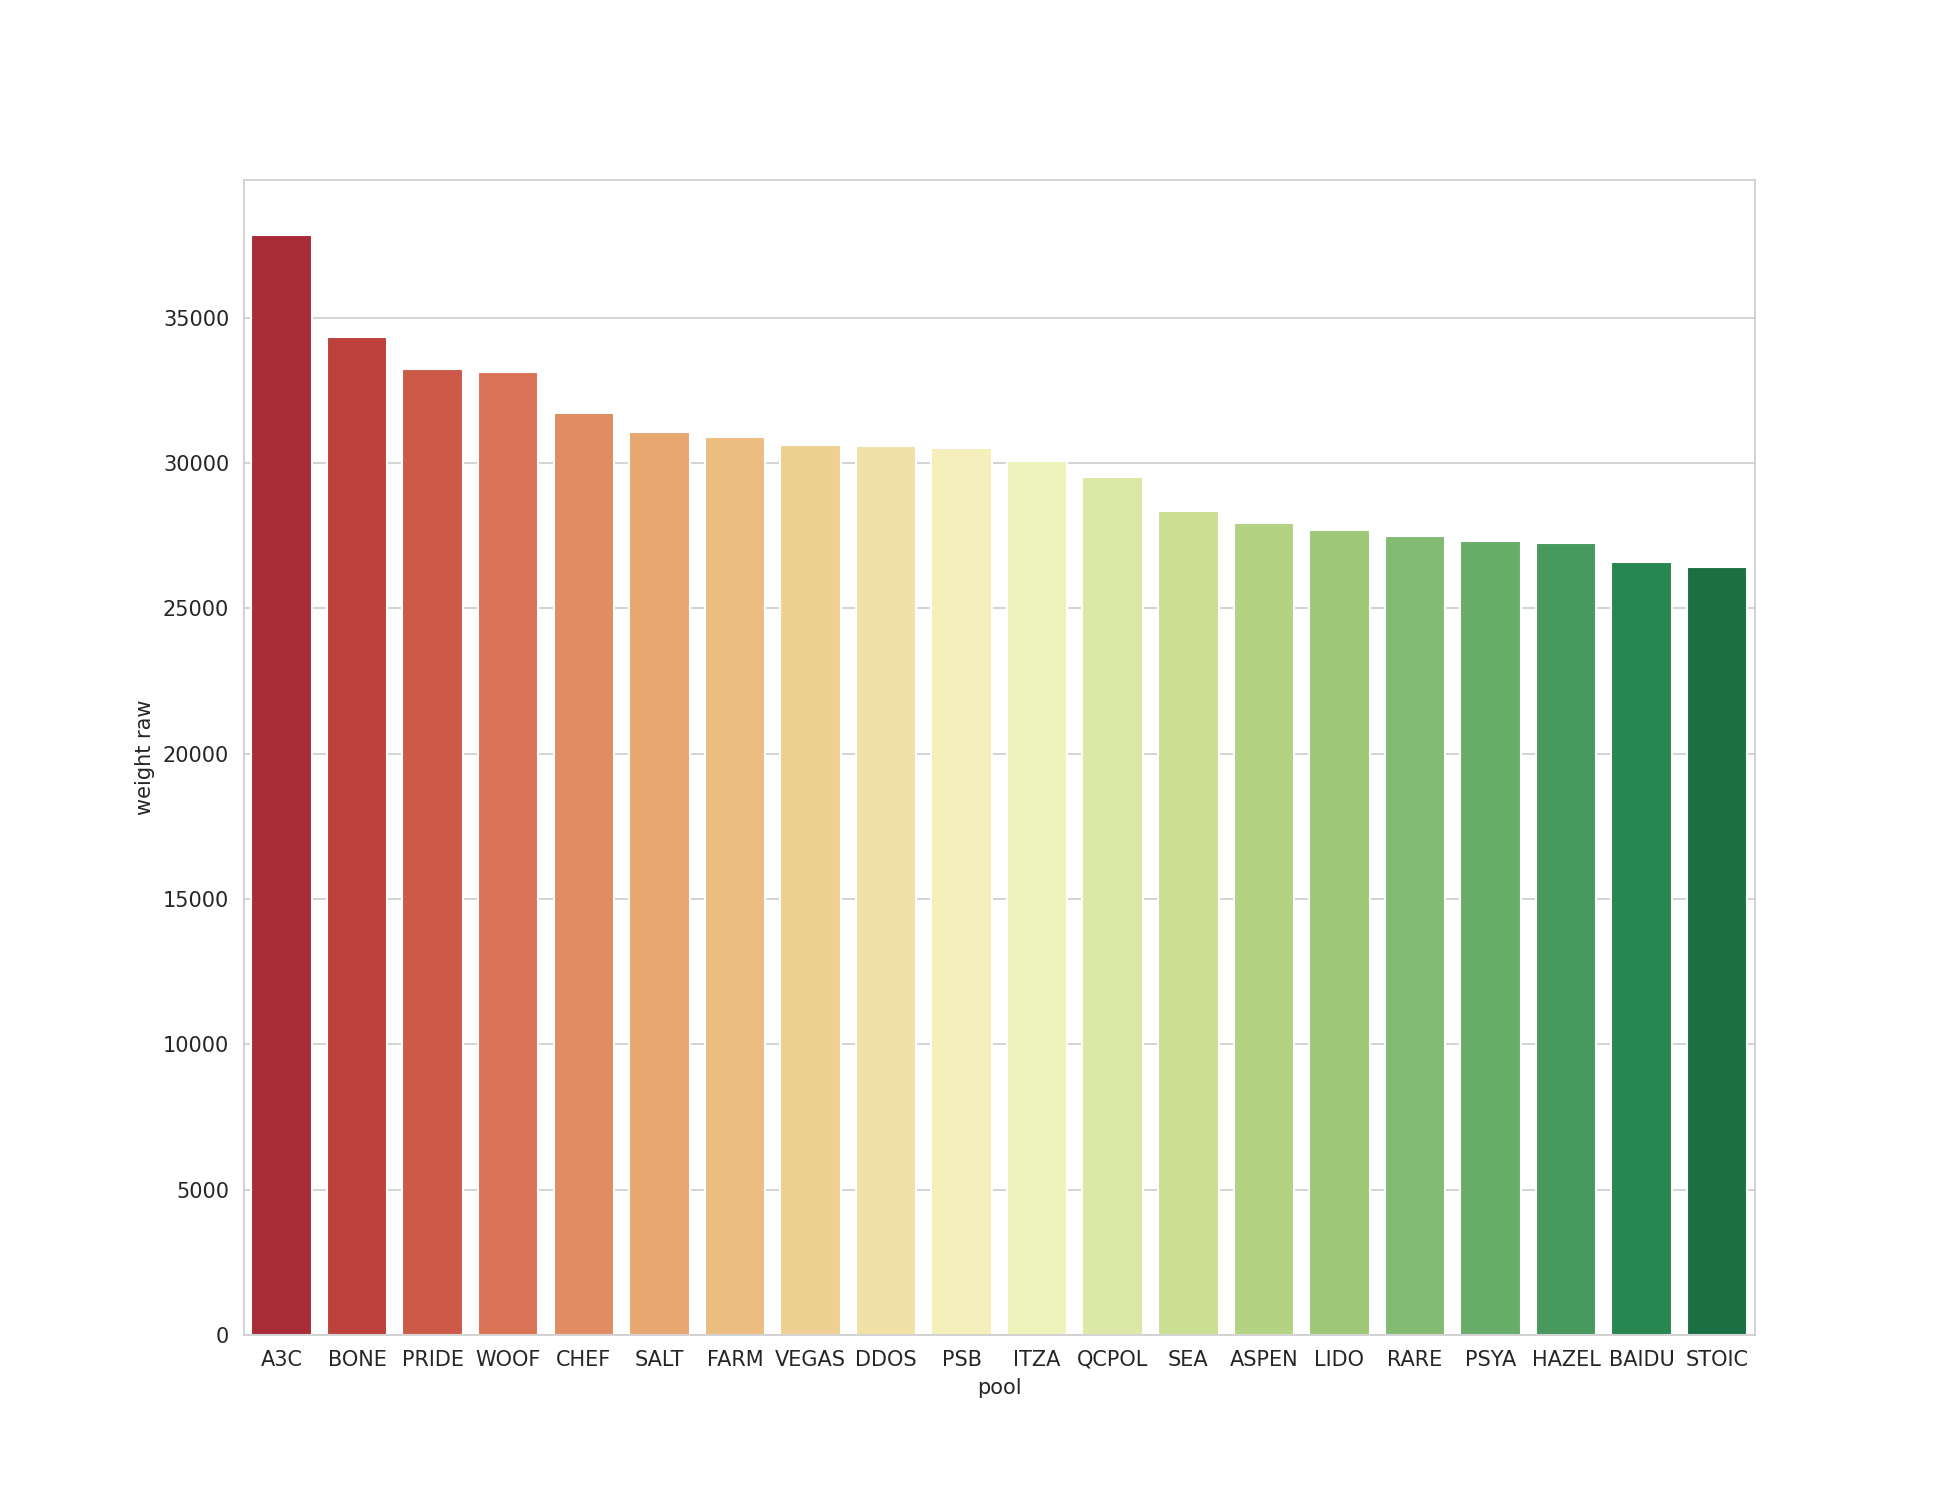 35000
30000
25000
20000
15000
10000
5000
0
weight raw
A3C BONE PRIDE WOOF CHEF SALT FARM VEGAS DDOS PSB ITZA QCPOL SEA ASPEN LIDO RARE PSYA HAZEL BAIDU STOIC
pool